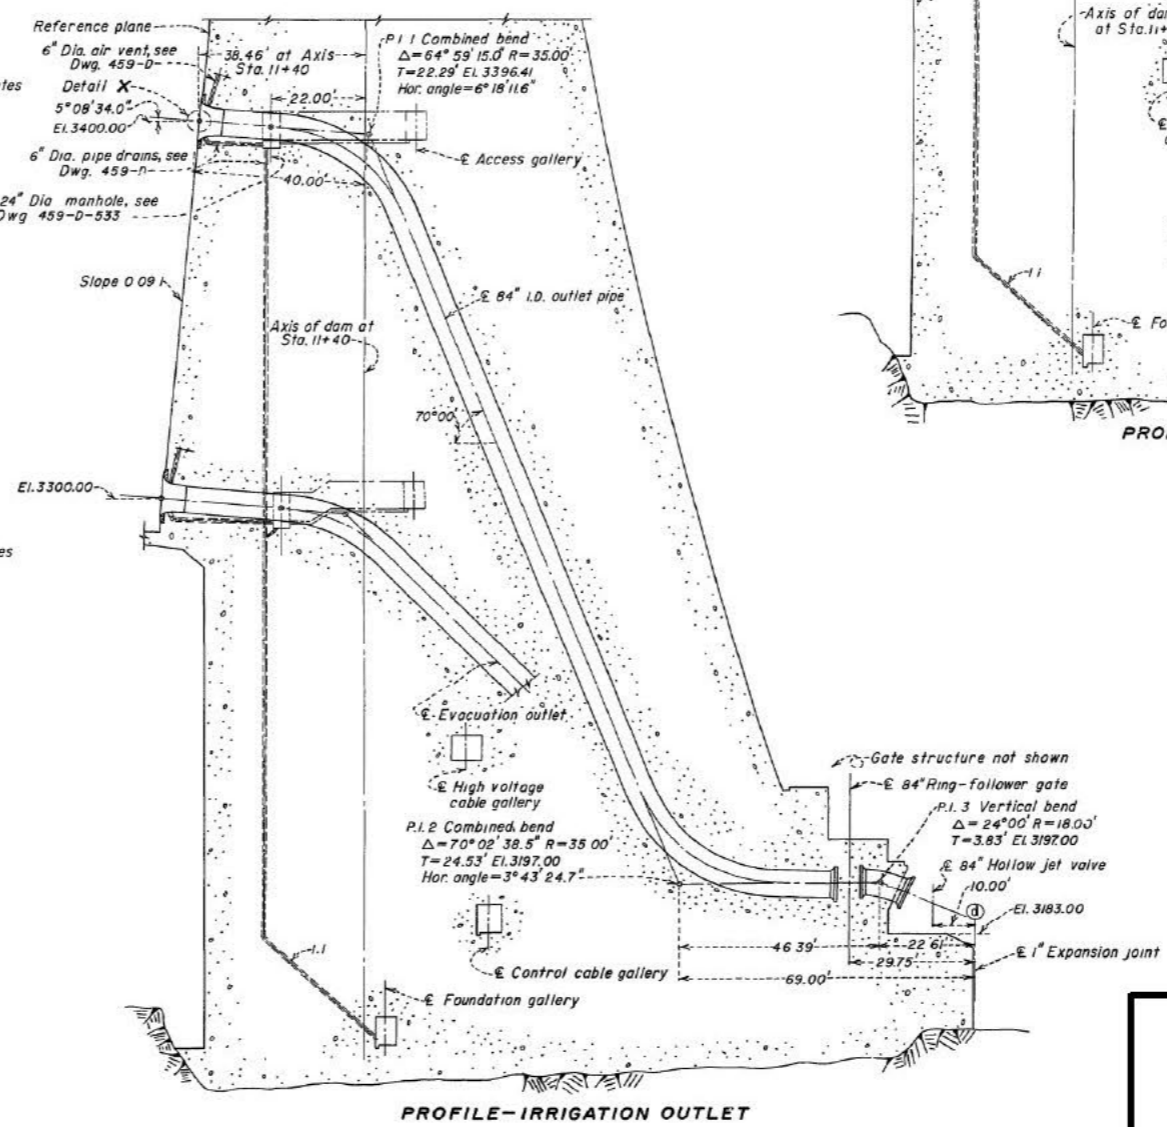 Reference plane
6" Dia. air vent, see
Dwg. 459-D-
Detail X
5°08'34.0"
El.3400.00
6" Dia. pipe drains, see
Dwg. 459-D-
24" Dia manhole, see
Dwg 459-D-533
Slope 0 09 1
38.46' at Axis
Sta. 11+40
22.00'
40.00'
P.I 1 Combined bend
Δ=64° 59' 15.0" R=35.00'
T=22.29' El. 3396.41
Hor. angle=6°18'11.6"
℄ Access gallery
℄ 84" I.D. outlet pipe
Axis of dam at
Sta. 11+40
70°00'
El.3300.00
℄ Evacuation outlet
℄ High voltage
cable gallery
P.I.2 Combined bend
Δ=70°02'38.5" R=35 00'
T=24.53' El.3197.00
Hor. angle=3°43'24.7"
℄ Control cable gallery
1.1
℄ Foundation gallery
Gate structure not shown
℄ 84" Ring-follower gate
P.I. 3 Vertical bend
Δ=24°00' R=18.00'
T=3.83' El.3197.00
℄ 84" Hollow jet valve
10.00'
d
El. 3183.00
46 39'
22 61'
29.75'
69.00'
℄ 1" Expansion joint
PROFILE-IRRIGATION OUTLET
Axis of da
at Sta.11+
1.1
℄ Fo
PRO